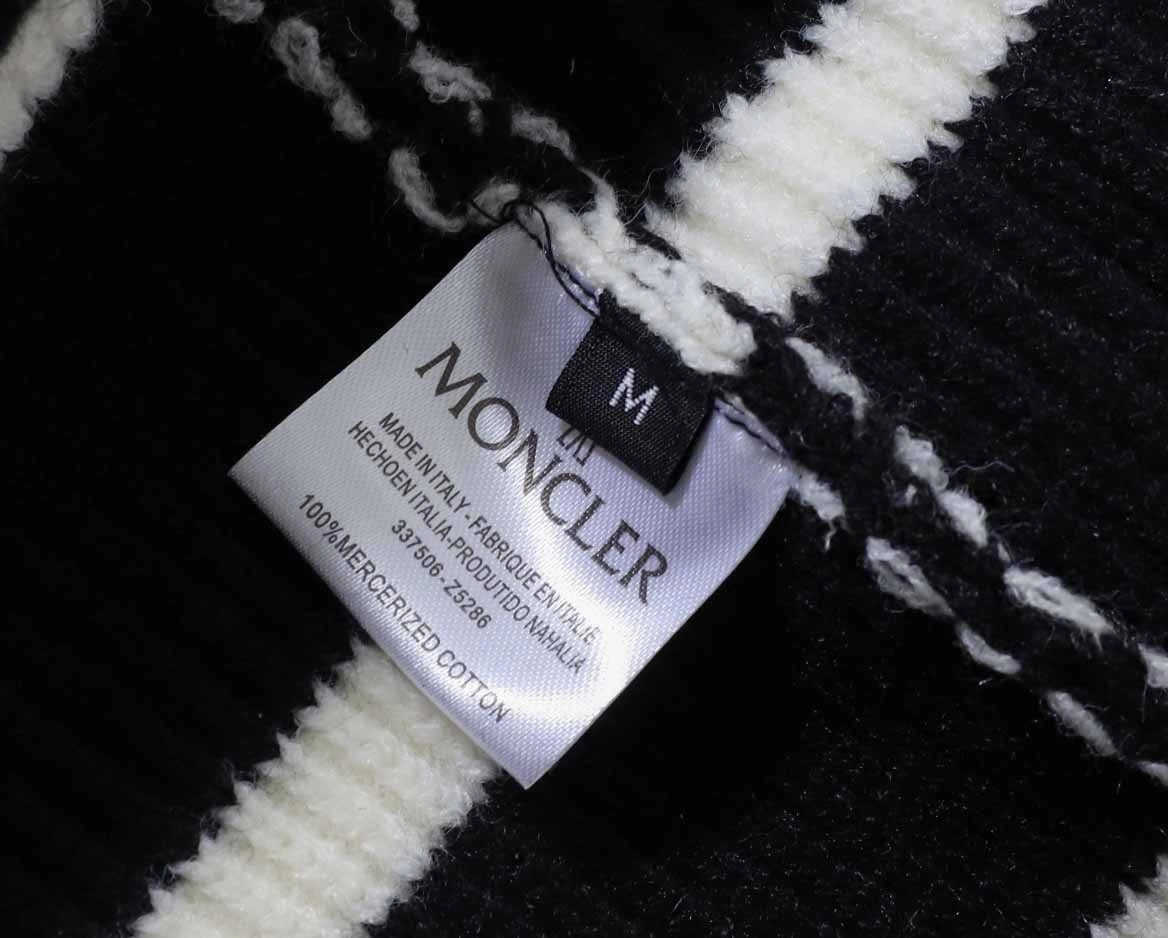 M
MONCLER
MADE IN ITALY - FABRIQUE EN ITALIE
HECHOEN ITALIA-PRODUTIDO NAHALIA
337506-Z5286
100%MERCERIZED COTTON